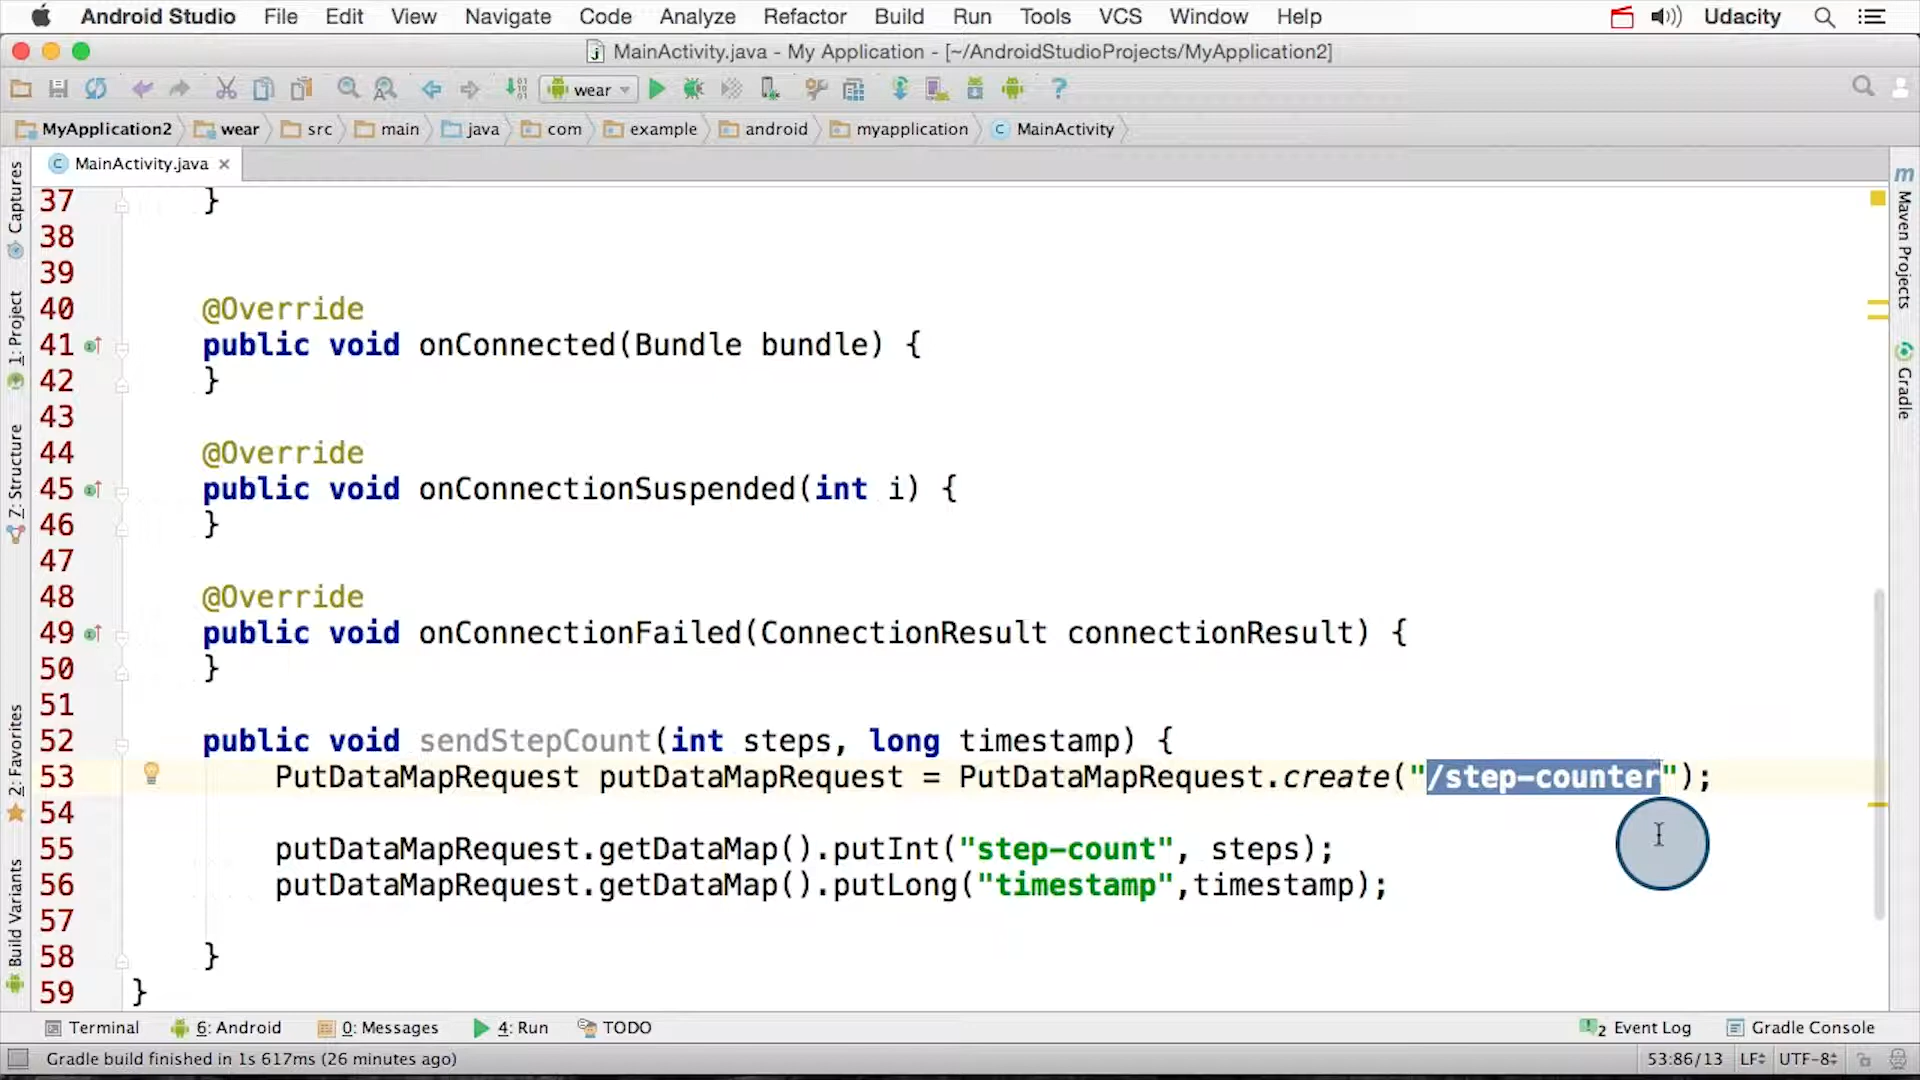 Android Studio File Edit View Navigate Code Analyze Refactor Build Run Tools VCS Window Help Udacity
MainActivity.java - My Application - [~/AndroidStudioProjects/MyApplication2]
wear
MyApplication2 wear src main java com example android myapplication MainActivity
MainActivity.java
Captures
1: Project
Z: Structure
2: Favorites
Build Variants
37 }
38
39
40 @Override
41 public void onConnected(Bundle bundle) {
42 }
43
44 @Override
45 public void onConnectionSuspended(int i) {
46 }
47
48 @Override
49 public void onConnectionFailed(ConnectionResult connectionResult) {
50 }
51
52 public void sendStepCount(int steps, long timestamp) {
53 PutDataMapRequest putDataMapRequest = PutDataMapRequest.create("/step-counter");
54
55 putDataMapRequest.getDataMap().putInt("step-count", steps);
56 putDataMapRequest.getDataMap().putLong("timestamp",timestamp);
57
58 }
59 }
Maven Projects
Gradle
Terminal 6: Android 0: Messages 4: Run TODO 2 Event Log Gradle Console
Gradle build finished in 1s 617ms (26 minutes ago) 53:86/13 LF UTF-8